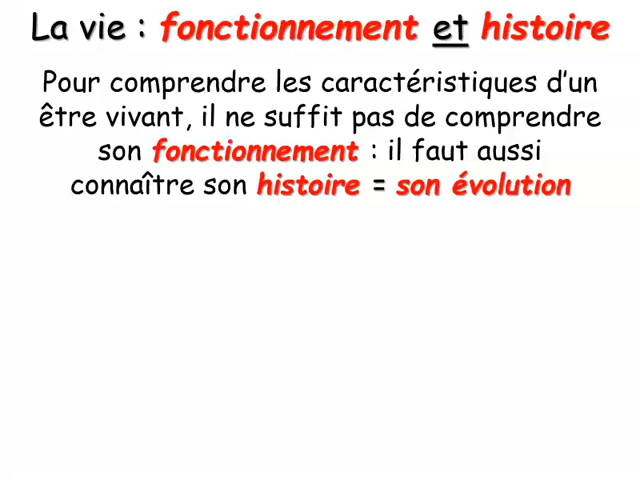 La vie : fonctionnement et histoire
Pour comprendre les caractéristiques d’un
être vivant, il ne suffit pas de comprendre
son fonctionnement : il faut aussi
connaître son histoire = son évolution